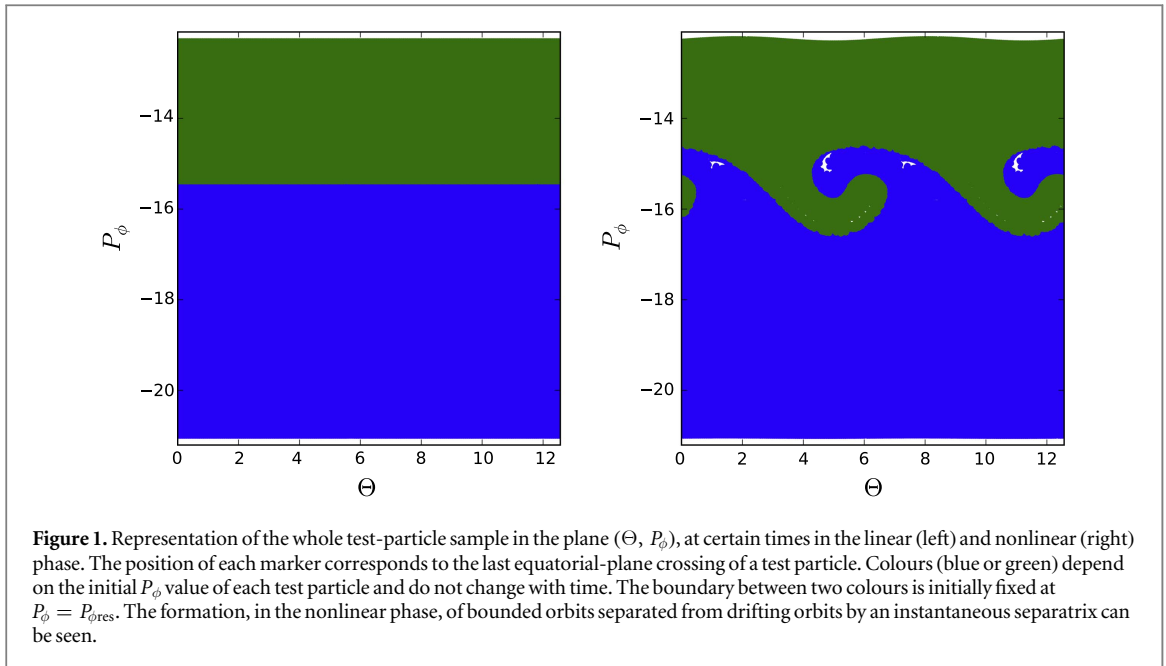 −14
−16
−18
−20
P_ϕ
0 2 4 6 8 10 12
Θ
−14
−16
−18
−20
P_ϕ
0 2 4 6 8 10 12
Θ
Figure 1. Representation of the whole test-particle sample in the plane (Θ, P_ϕ), at certain times in the linear (left) and nonlinear (right)
phase. The position of each marker corresponds to the last equatorial-plane crossing of a test particle. Colours (blue or green) depend
on the initial P_ϕ value of each test particle and do not change with time. The boundary between two colours is initially fixed at
P_ϕ = P_ϕres. The formation, in the nonlinear phase, of bounded orbits separated from drifting orbits by an instantaneous separatrix can
be seen.